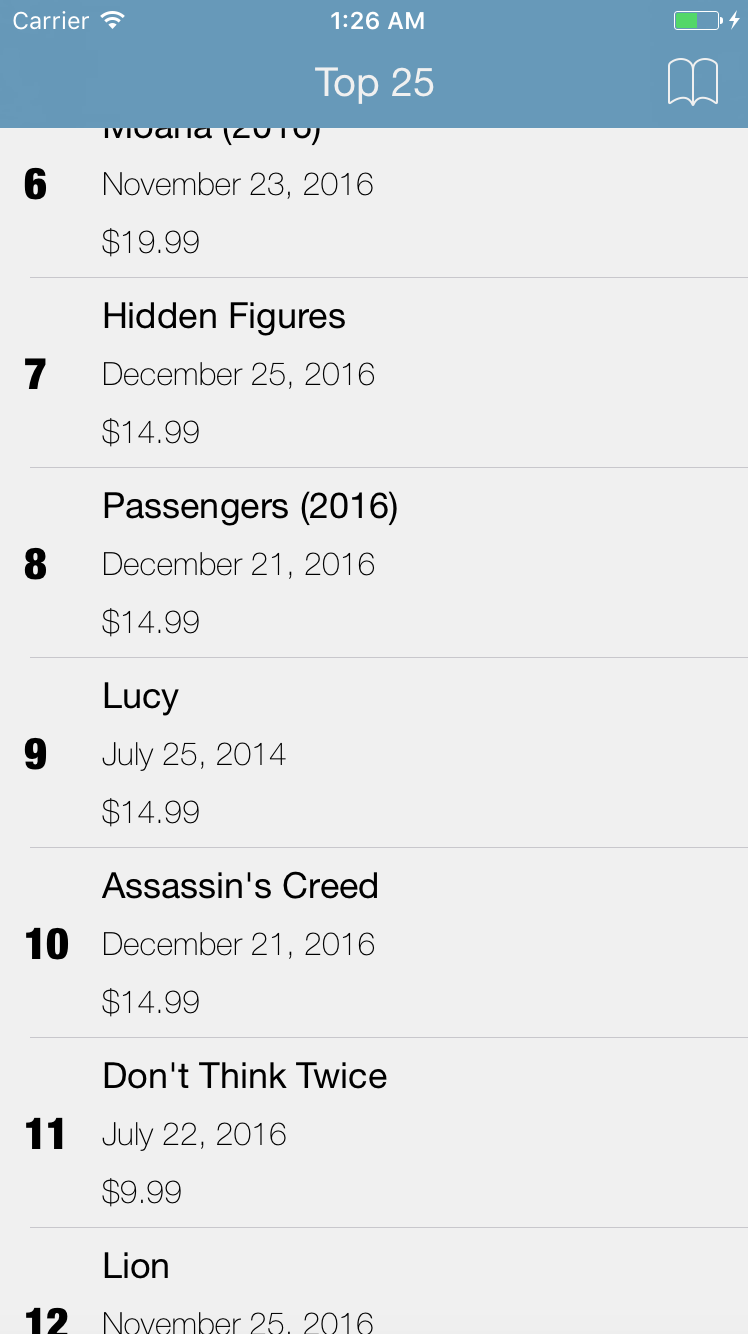 Carrier 1:26 AM
Top 25
Moana (2016)
6 November 23, 2016
$19.99
Hidden Figures
7 December 25, 2016
$14.99
Passengers (2016)
8 December 21, 2016
$14.99
Lucy
9 July 25, 2014
$14.99
Assassin's Creed
10 December 21, 2016
$14.99
Don't Think Twice
11 July 22, 2016
$9.99
Lion
12 November 25, 2016